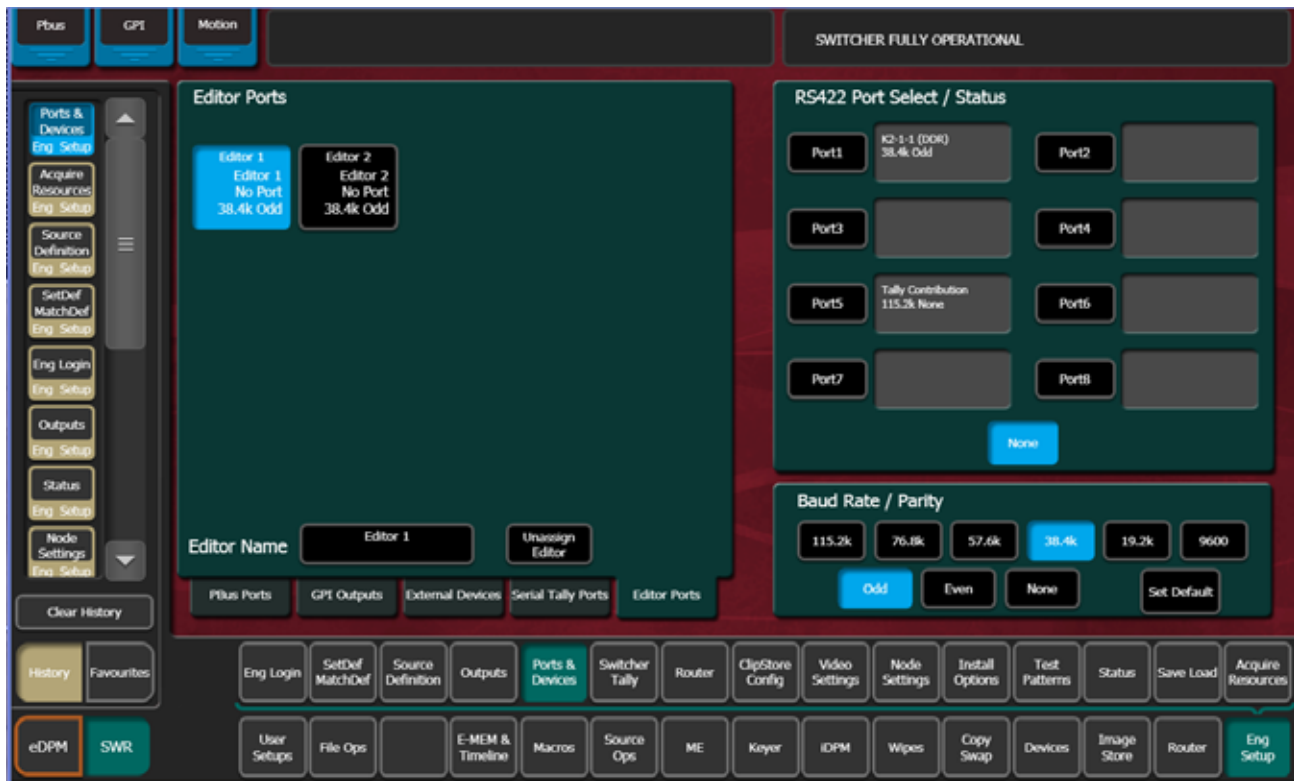 Pbus
GPI
Motion
SWITCHER FULLY OPERATIONAL
Ports &
Devices
Eng Setup
Acquire
Resources
Eng Setup
Source
Definition
Eng Setup
SetDef
MatchDef
Eng Setup
Eng Login
Eng Setup
Outputs
Eng Setup
Status
Eng Setup
Node
Settings
Eng Setup
Clear History
History
Favourites
eDPM
SWR
Editor Ports
Editor 1
Editor 1
No Port
38.4k Odd
Editor 2
Editor 2
No Port
38.4k Odd
Editor Name
Editor 1
Unassign
Editor
PBus Ports
GPI Outputs
External Devices
Serial Tally Ports
Editor Ports
RS422 Port Select / Status
Port1
K2-1-1 (DDR)
38.4k Odd
Port2
Port3
Port4
Port5
Tally Contribution
115.2k None
Port6
Port7
Port8
None
Baud Rate / Parity
115.2k
76.8k
57.6k
38.4k
19.2k
9600
Odd
Even
None
Set Default
Eng Login
SetDef
MatchDef
Source
Definition
Outputs
Ports &
Devices
Switcher
Tally
Router
ClipStore
Config
Video
Settings
Node
Settings
Install
Options
Test
Patterns
Status
Save Load
Acquire
Resources
User
Setups
File Ops
E-MEM &
Timeline
Macros
Source
Ops
ME
Keyer
iDPM
Wipes
Copy
Swap
Devices
Image
Store
Router
Eng
Setup